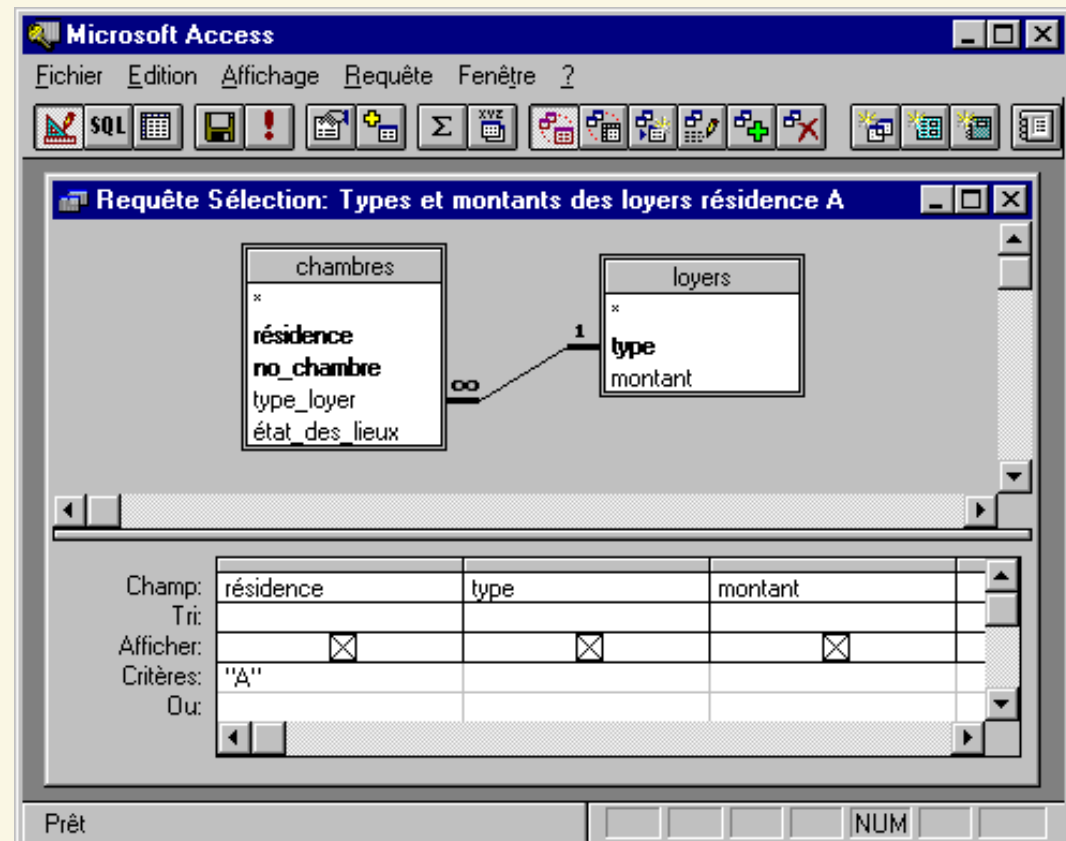 Microsoft Access
Fichier Edition Affichage Requête Fenêtre ?
SQL Σ XYZ
Requête Sélection: Types et montants des loyers résidence A
chambres
*
résidence
no_chambre
type_loyer
état_des_lieux
∞
1
loyers
*
type
montant
Champ: résidence type montant
Tri:
Afficher:
Critères: "A"
Ou:
Prêt NUM